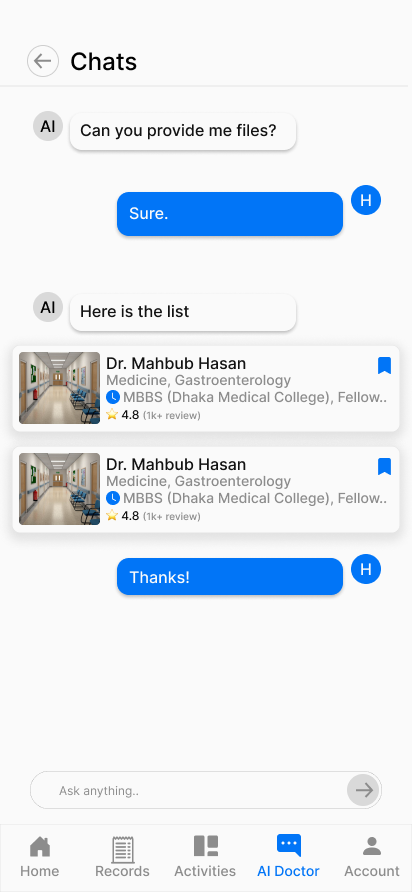 Chats
AI
Can you provide me files?
H
Sure.
AI
Here is the list
Dr. Mahbub Hasan
Medicine, Gastroenterology
MBBS (Dhaka Medical College), Fellow..
4.8 (1k+ review)
Dr. Mahbub Hasan
Medicine, Gastroenterology
MBBS (Dhaka Medical College), Fellow..
4.8 (1k+ review)
H
Thanks!
Ask anything..
Home Records Activities AI Doctor Account